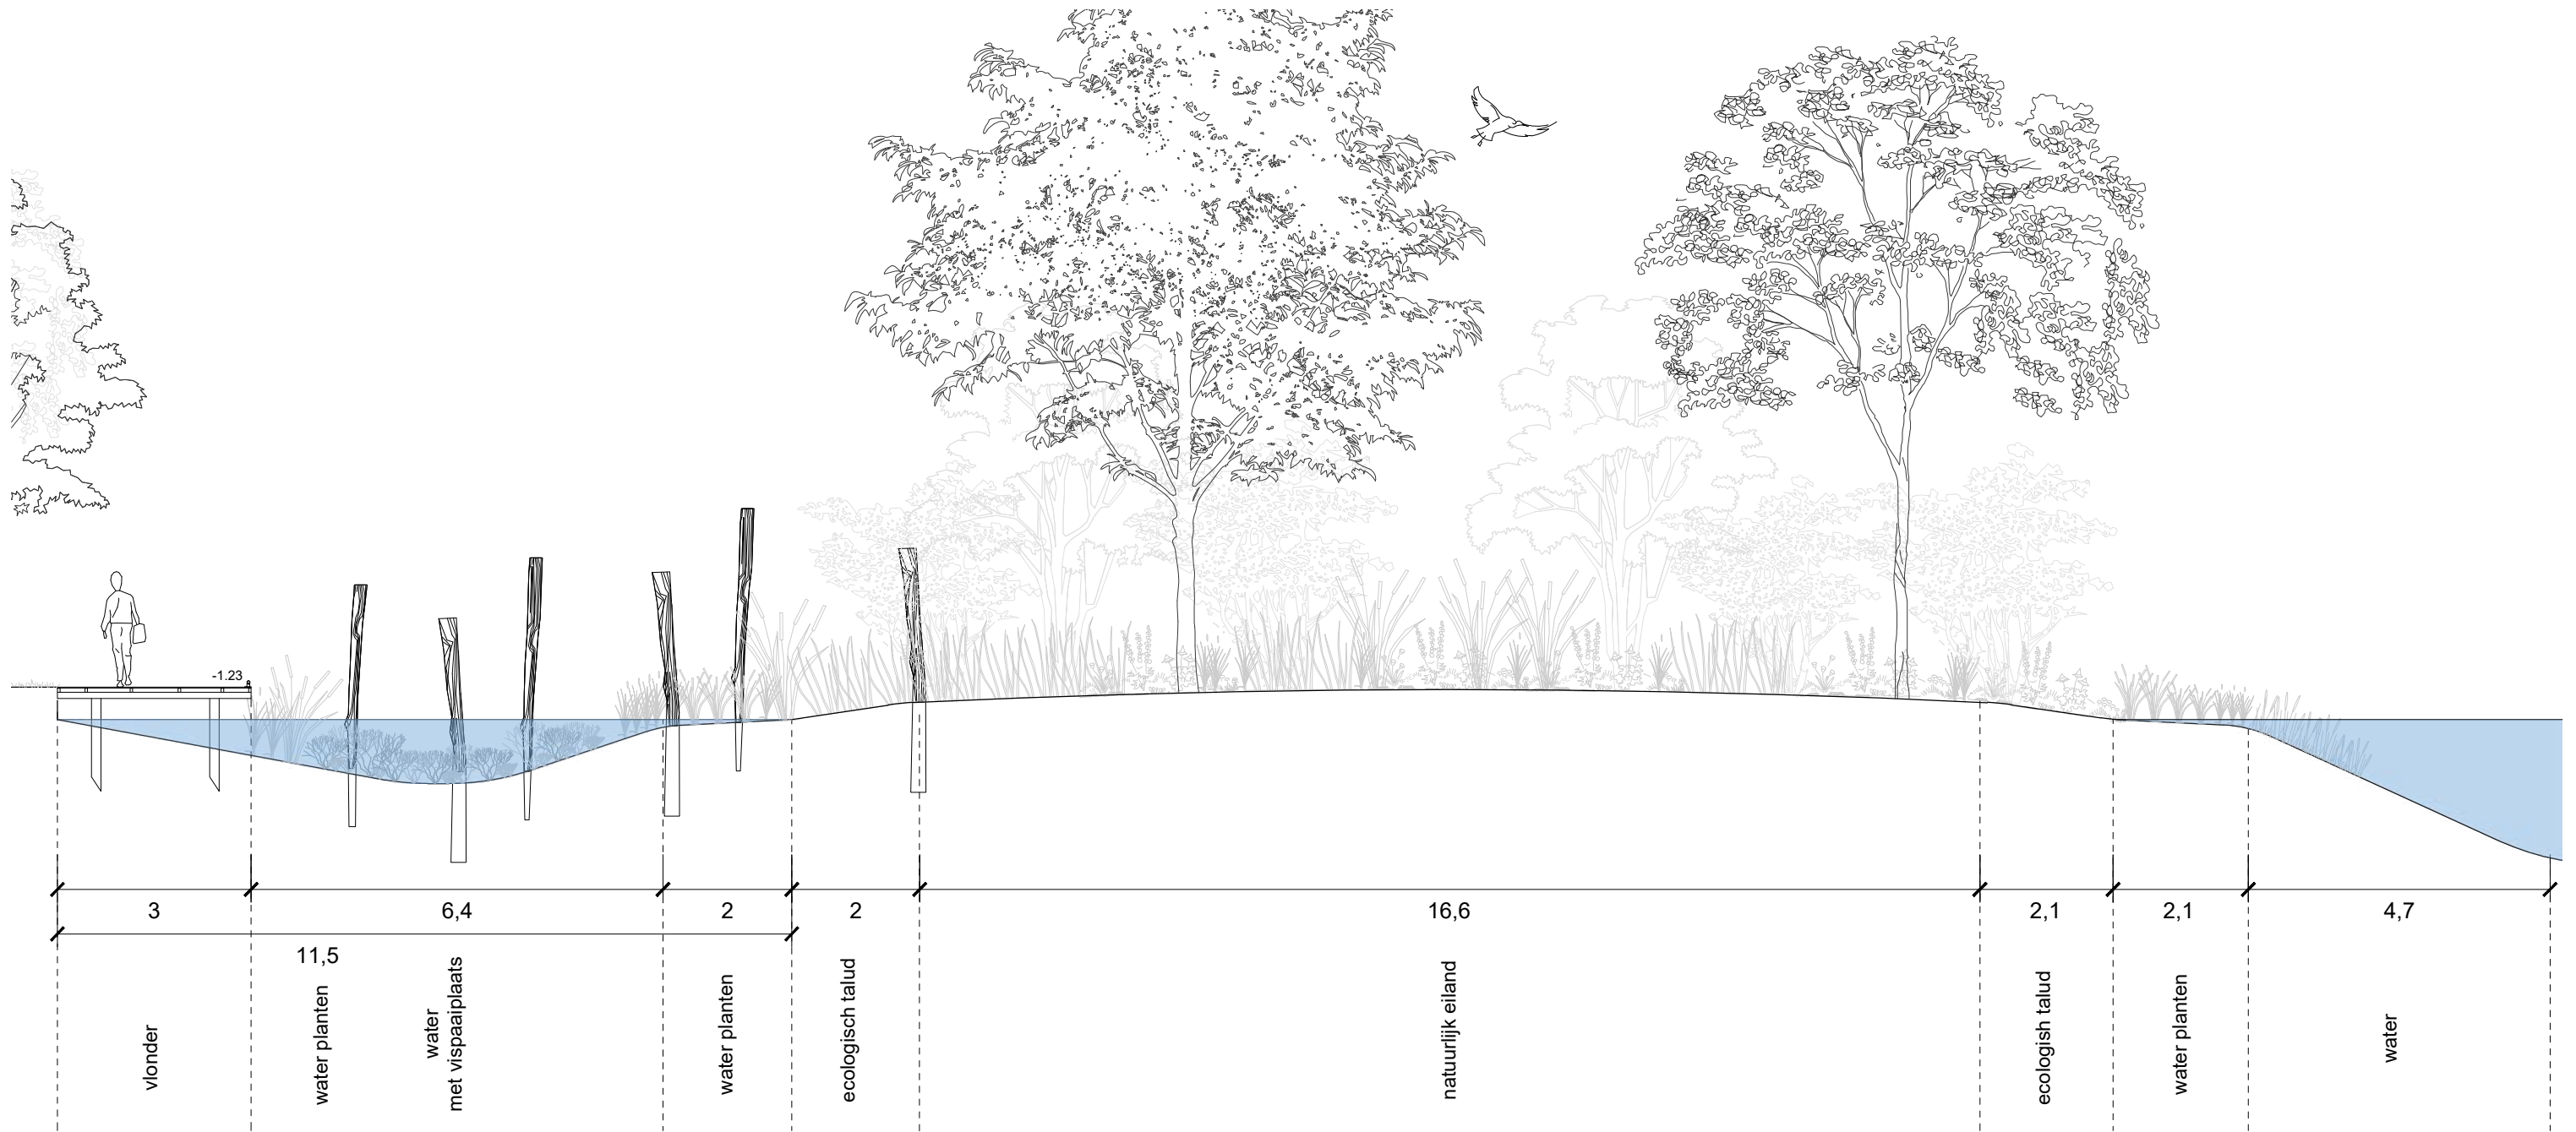 -1.23
3
6,4
2
2
16,6
2,1
2,1
4,7
11,5
vlonder
water planten
water
met vispaaiplaats
water planten
ecologisch talud
natuurlijk eiland
ecologish talud
water planten
water